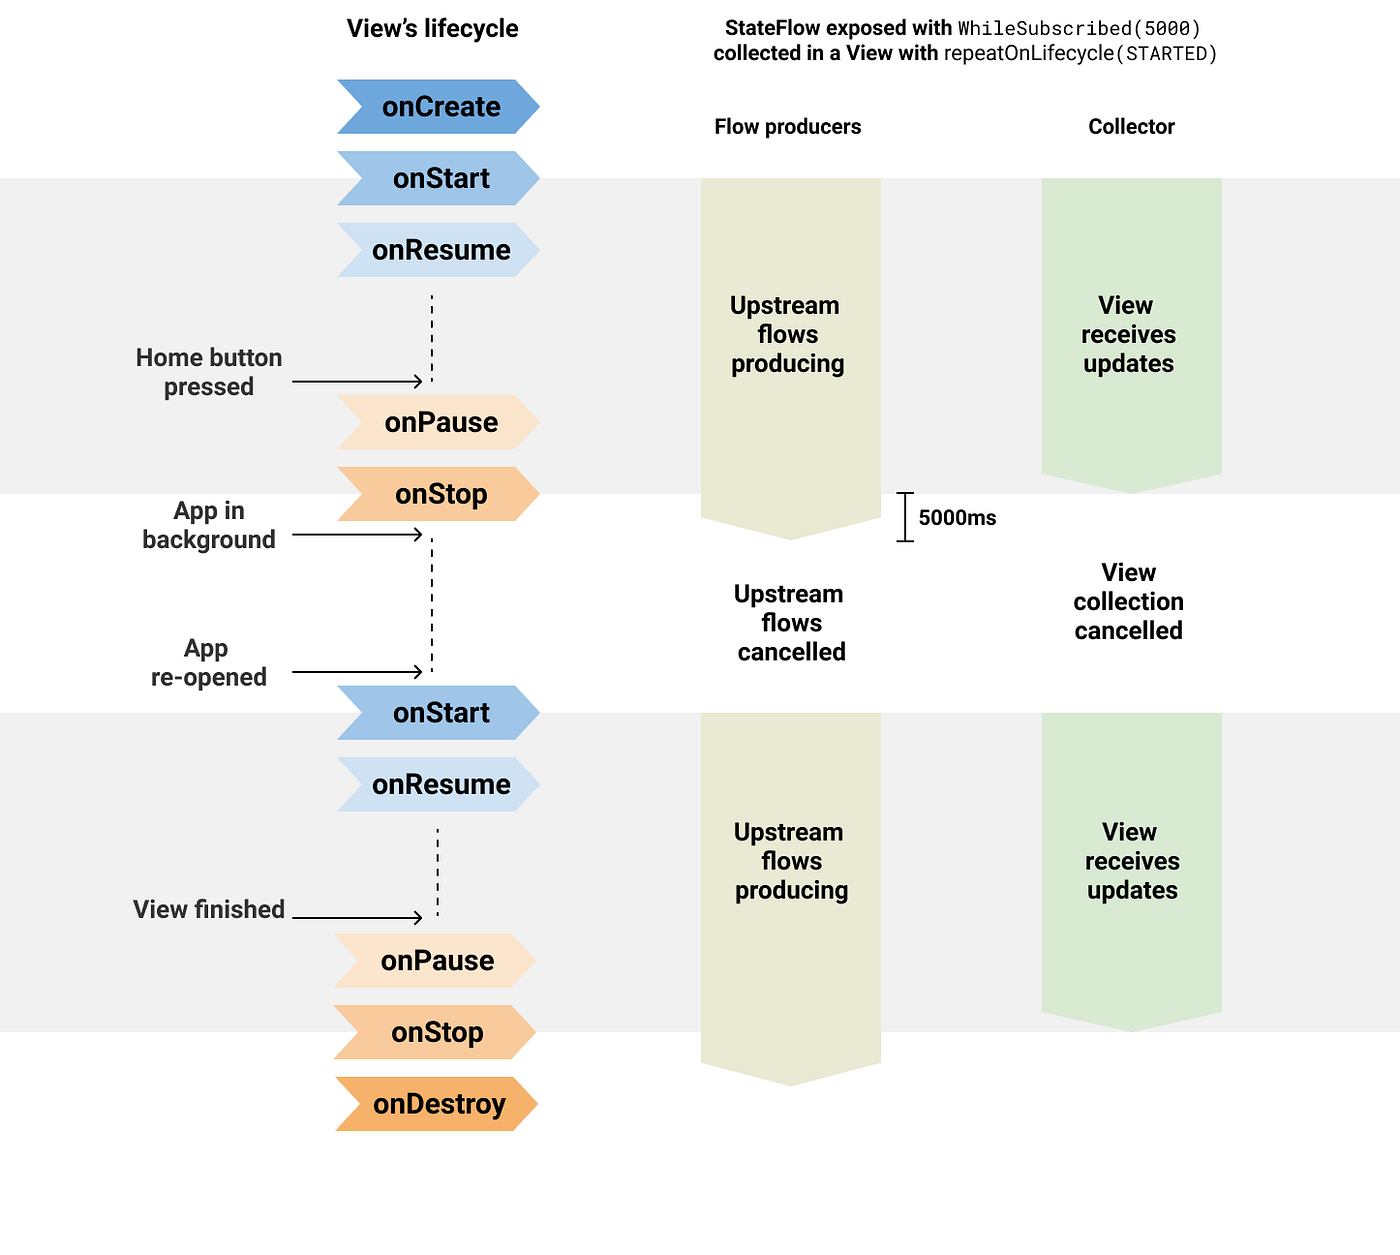 View's lifecycle
StateFlow exposed with WhileSubscribed(5000)
collected in a View with repeatOnLifecycle(STARTED)
Flow producers
Collector
onCreate
onStart
onResume
Upstream
flows
producing
View
receives
updates
Home button
pressed
onPause
onStop
App in
background
5000ms
Upstream
flows
cancelled
View
collection
cancelled
App
re-opened
onStart
onResume
Upstream
flows
producing
View
receives
updates
View finished
onPause
onStop
onDestroy